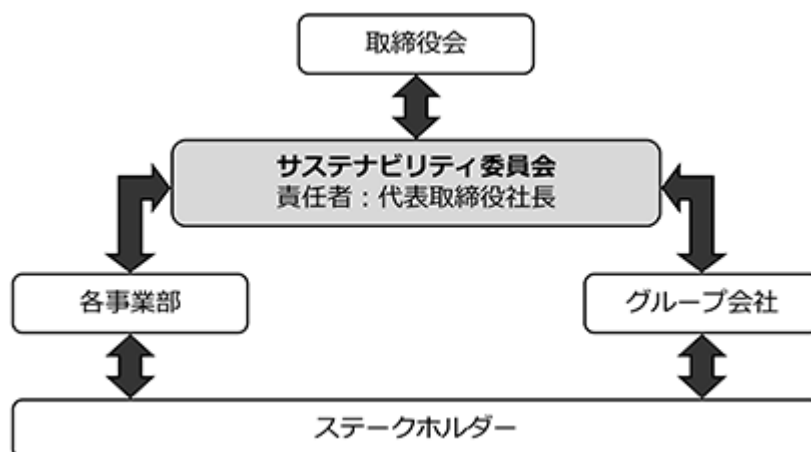 取締役会
サステナビリティ委員会
責任者：代表取締役社長
各事業部
グループ会社
ステークホルダー